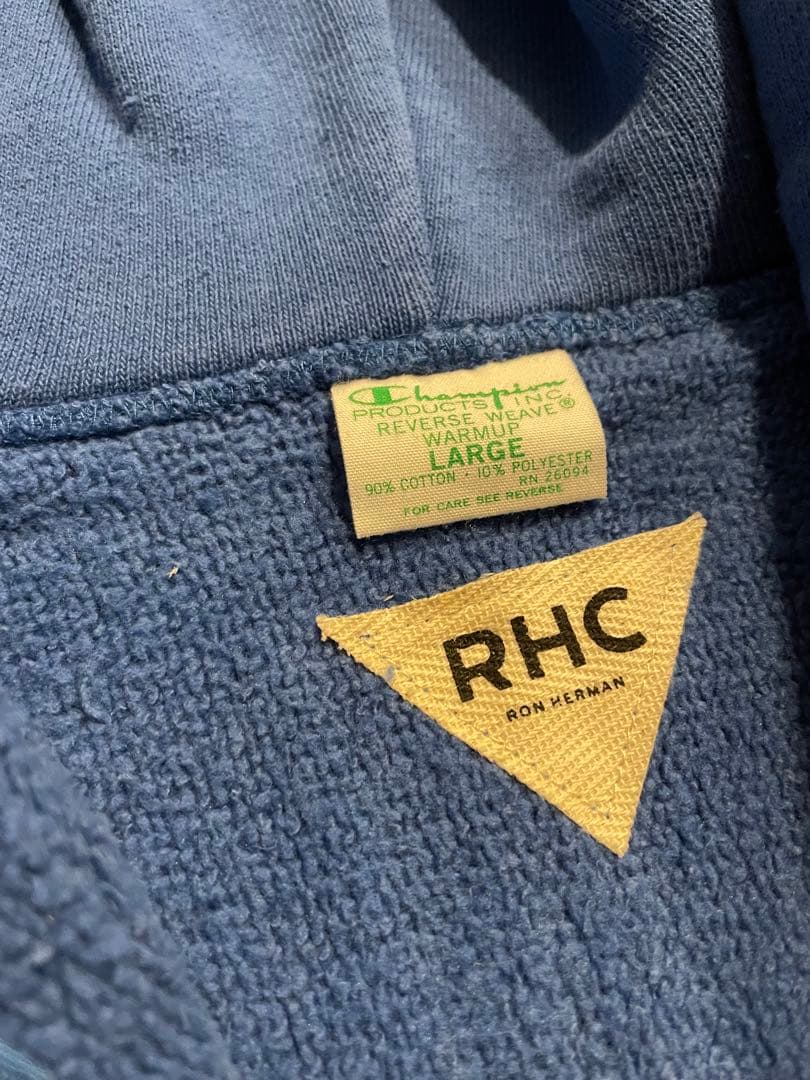 Champion
PRODUCTS, INC.
REVERSE WEAVE®
WARMUP
LARGE
90% COTTON · 10% POLYESTER
RN 26094
FOR CARE SEE REVERSE
RHC
RON HERMAN